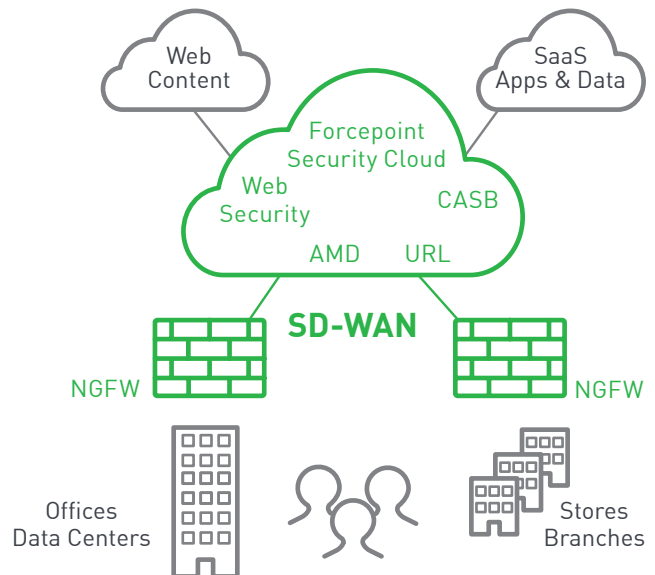 Web
Content
SaaS
Apps & Data
Forcepoint
Security Cloud
Web
Security
CASB
AMD
URL
SD-WAN
NGFW
NGFW
Offices
Data Centers
Stores
Branches